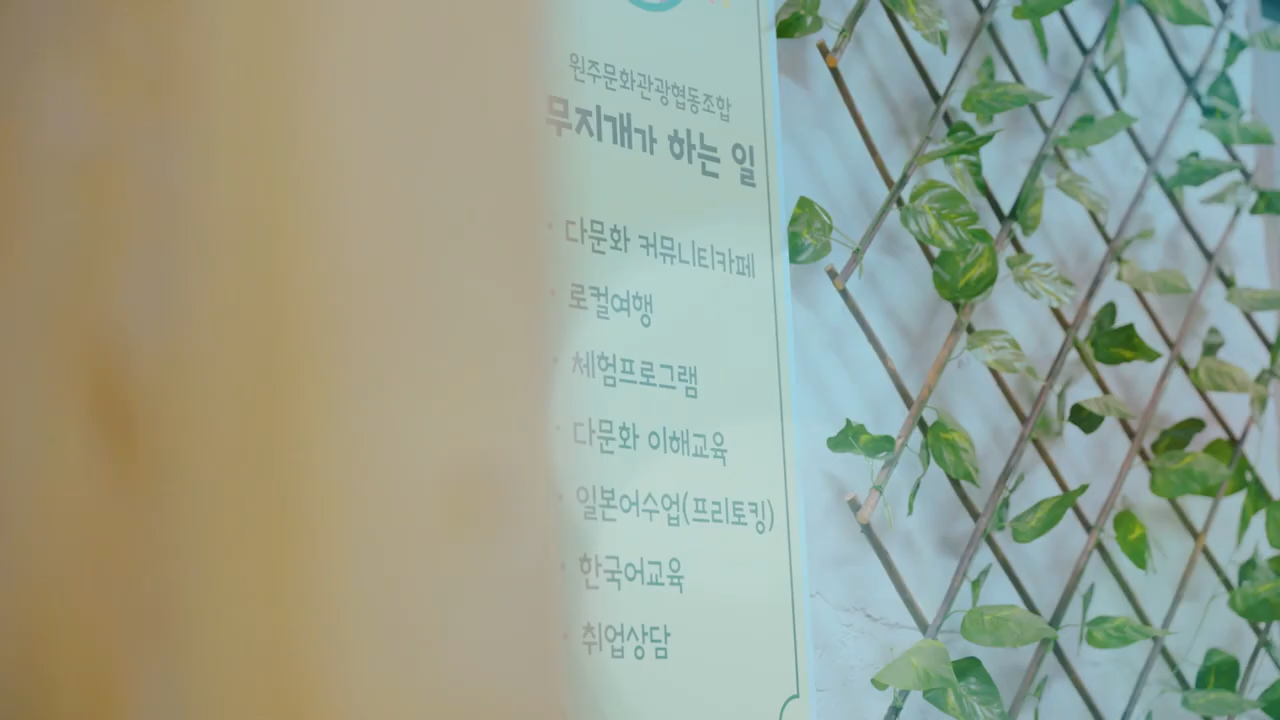 원주문화관광협동조합
무지개가 하는 일
· 다문화 커뮤니티카페
· 로컬여행
· 체험프로그램
· 다문화 이해교육
· 일본어수업(프리토킹)
· 한국어교육
· 취업상담